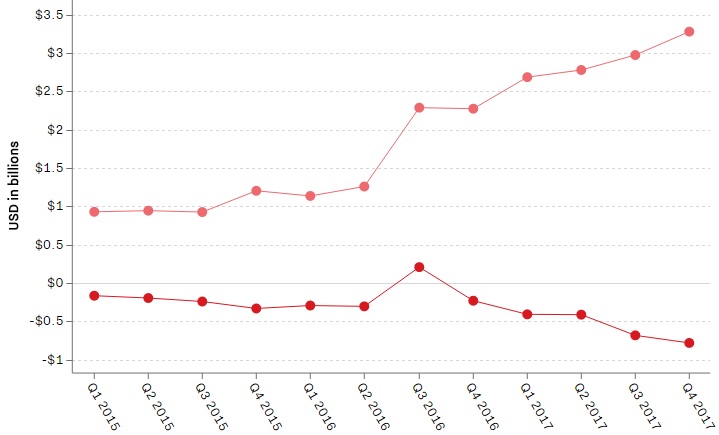 $3.5
$3
$2.5
$2
$1.5
$1
$0.5
$0
-$0.5
-$1
USD in billions
Q1 2015
Q2 2015
Q3 2015
Q4 2015
Q1 2016
Q2 2016
Q3 2016
Q4 2016
Q1 2017
Q2 2017
Q3 2017
Q4 2017